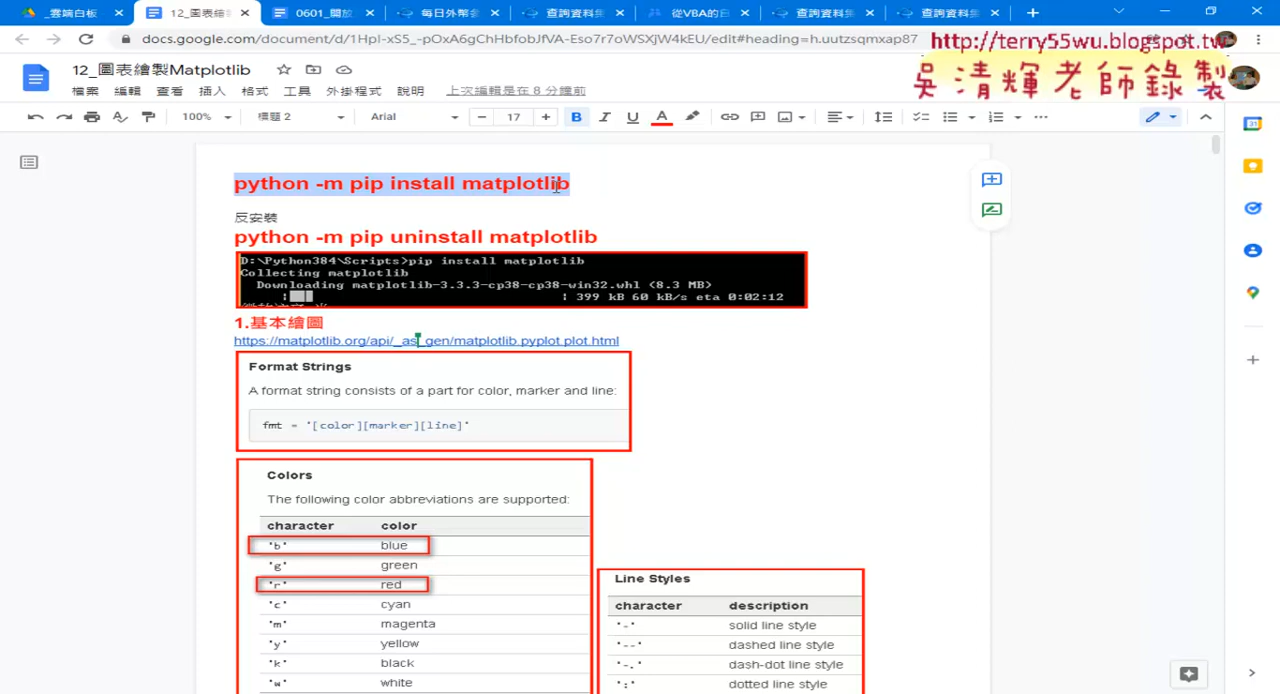 _雲端白板
12_圖表繪
0601_開放
每日外幣參
查詢資料集
從VBA的日
查詢資料集
查詢資料集
docs.google.com/document/d/1HpI-xS5_-pOxA6gChHbfobJfVA-Eso7r7oWSXjW4kEU/edit#heading=h.uutzsqmxap87
http://terry55wu.blogspot.tw
吳清輝老師錄製
12_圖表繪製Matplotlib
檔案 編輯 查看 插入 格式 工具 外掛程式 說明 上次編輯是在 8 分鐘前
100% 標題 2 Arial 17 B I U A
python -m pip install matplotlib
反安裝
python -m pip uninstall matplotlib
D:\Python384\Scripts>pip install matplotlib
Collecting matplotlib
Downloading matplotlib-3.3.3-cp38-cp38-win32.whl (8.3 MB)
| 399 kB 60 kB/s eta 0:02:12
1.基本繪圖
https://matplotlib.org/api/_as_gen/matplotlib.pyplot.plot.html
Format Strings
A format string consists of a part for color, marker and line:
fmt = '[color][marker][line]'
Colors
The following color abbreviations are supported:
character color
'b' blue
'g' green
'r' red
'c' cyan
'm' magenta
'y' yellow
'k' black
'w' white
Line Styles
character description
'-' solid line style
'--' dashed line style
'-.' dash-dot line style
':' dotted line style